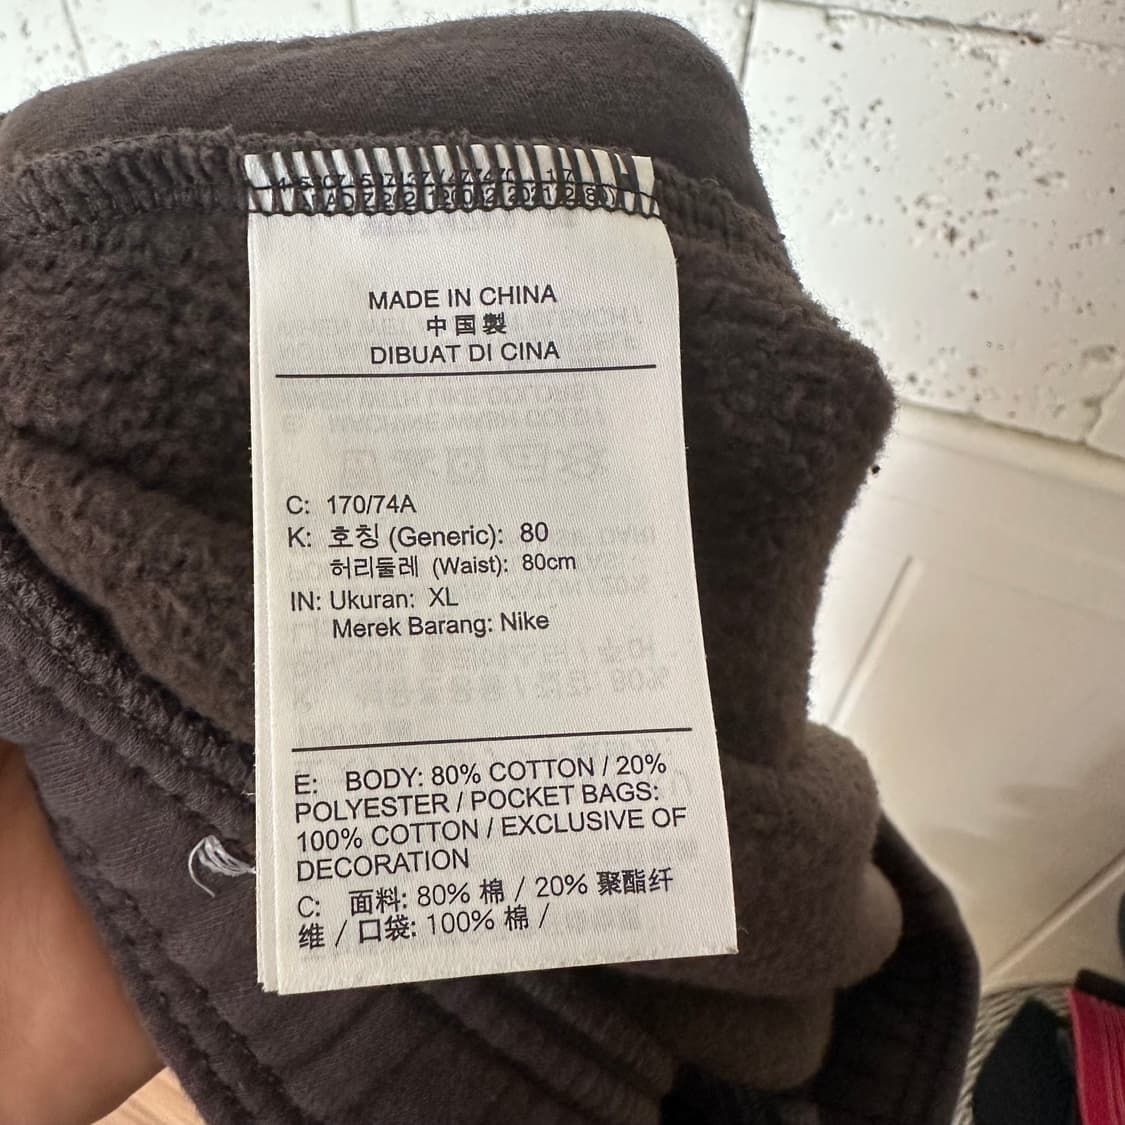 MADE IN CHINA
中国製
DIBUAT DI CINA
C: 170/74A
K: 호칭 (Generic): 80
허리둘레 (Waist): 80cm
IN: Ukuran: XL
Merek Barang: Nike
E: BODY: 80% COTTON / 20%
POLYESTER / POCKET BAGS:
100% COTTON / EXCLUSIVE OF
DECORATION
C: 面料: 80% 棉 / 20% 聚酯纤
维 / 口袋: 100% 棉 /